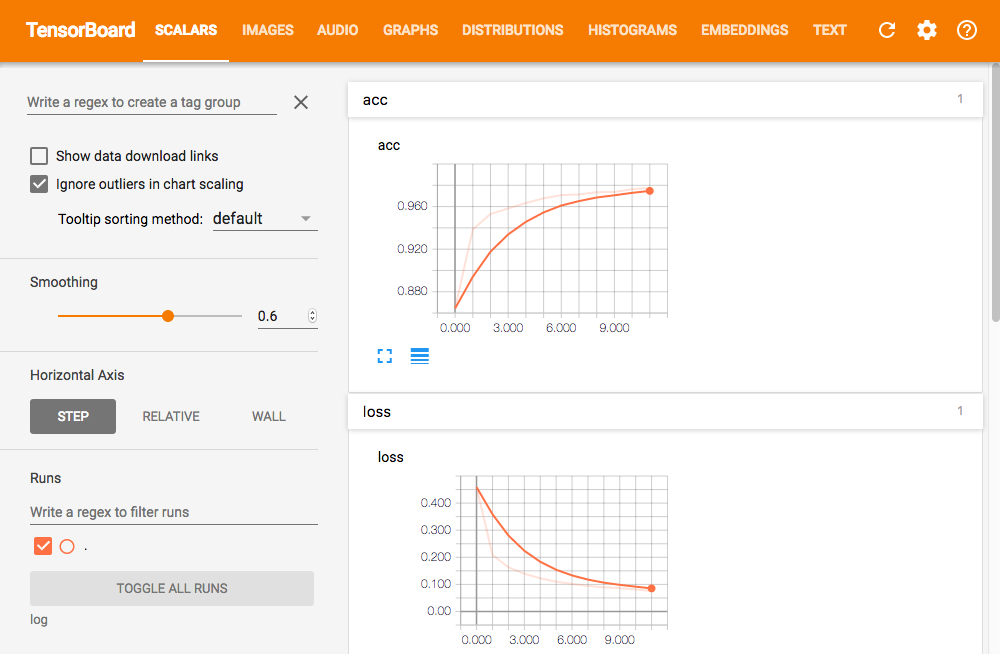 TensorBoard SCALARS IMAGES AUDIO GRAPHS DISTRIBUTIONS HISTOGRAMS EMBEDDINGS TEXT
Write a regex to create a tag group
Show data download links
Ignore outliers in chart scaling
Tooltip sorting method: default
Smoothing
0.6
Horizontal Axis
STEP RELATIVE WALL
Runs
Write a regex to filter runs
.
TOGGLE ALL RUNS
log
acc 1
acc
0.960
0.920
0.880
0.000 3.000 6.000 9.000
loss 1
loss
0.400
0.300
0.200
0.100
0.00
0.000 3.000 6.000 9.000